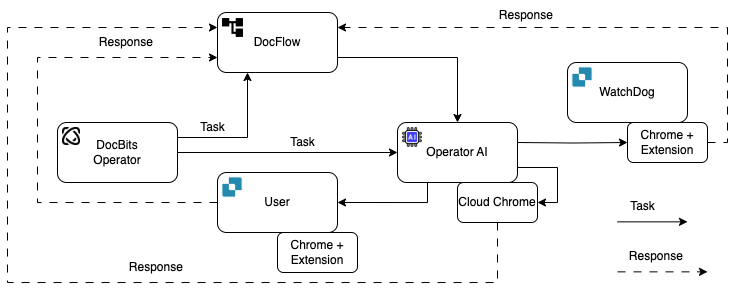 Response
DocFlow
Response
WatchDog
Task
DocBits
Operator
Task
AI
Operator AI
Chrome +
Extension
User
Cloud Chrome
Task
Chrome +
Extension
Response
Response